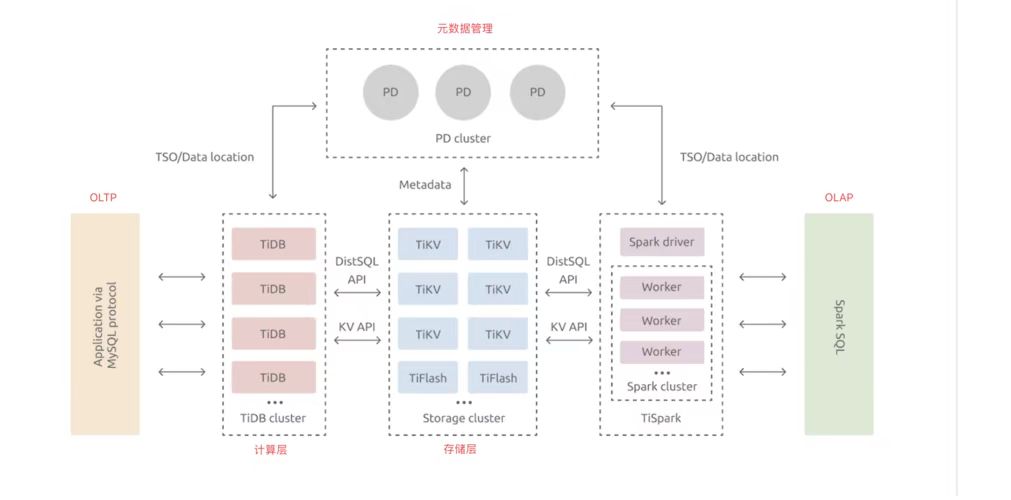 元数据管理
PD
PD
PD
PD cluster
TSO/Data location
TSO/Data location
Metadata
OLTP
OLAP
Application via
MySQL protocol
TiDB
TiDB
TiDB
TiDB
•••
TiDB cluster
计算层
DistSQL
API
KV API
TiKV
TiKV
TiKV
TiKV
TiKV
TiKV
TiFlash
TiFlash
•••
Storage cluster
存储层
DistSQL
API
KV API
Spark driver
Worker
Worker
Worker
•••
Spark cluster
TiSpark
Spark SQL